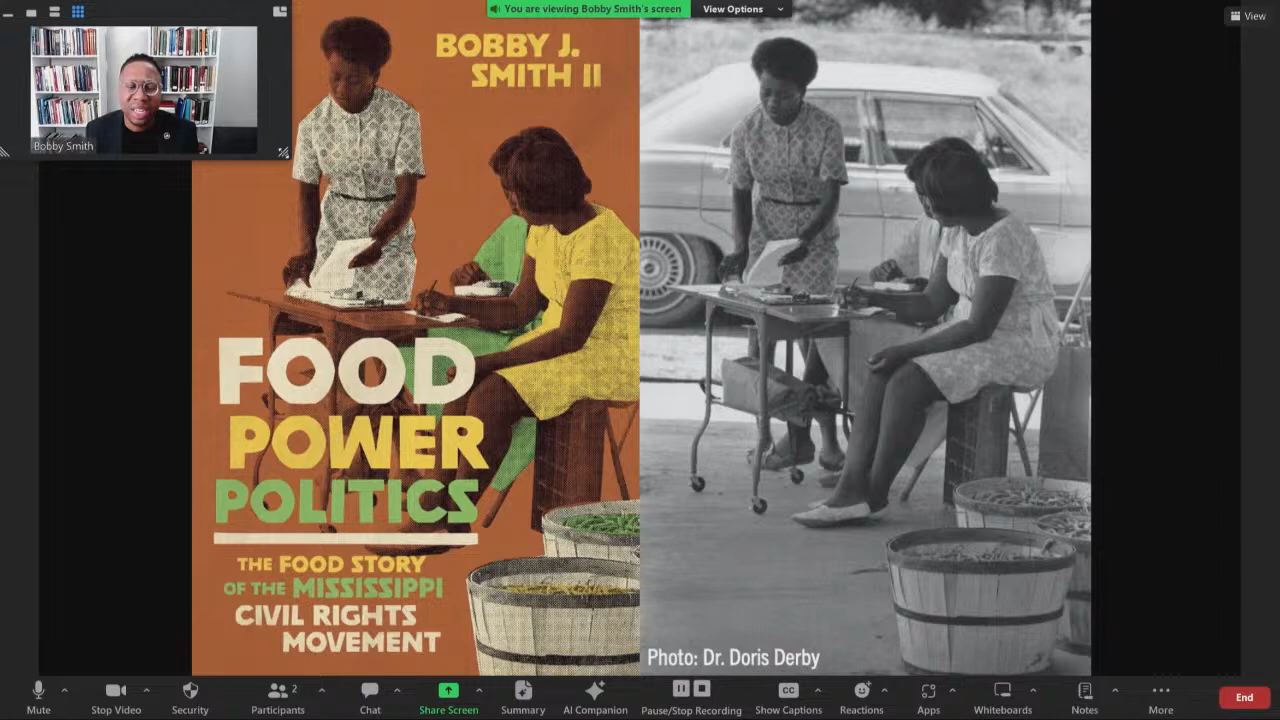 You are viewing Bobby Smith's screen
View Options
View
Bobby Smith
BOBBY J.
SMITH II
FOOD
POWER
POLITICS
THE FOOD STORY
OF THE MISSISSIPPI
CIVIL RIGHTS
MOVEMENT
Photo: Dr. Doris Derby
2
CC
Mute
Stop Video
Security
Participants
Chat
Share Screen
Summary
AI Companion
Pause/Stop Recording
Show Captions
Reactions
Apps
Whiteboards
Notes
More
End